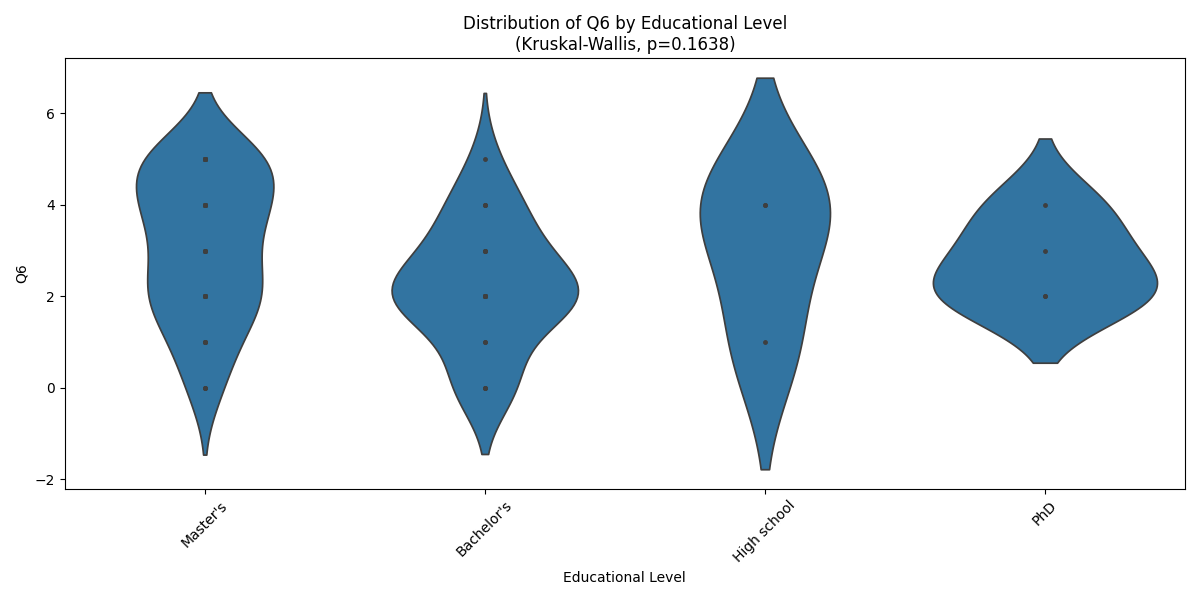 Distribution of Q6 by Educational Level
(Kruskal-Wallis, p=0.1638)
Q6
6
4
2
0
−2
Master's
Bachelor's
High school
PhD
Educational Level